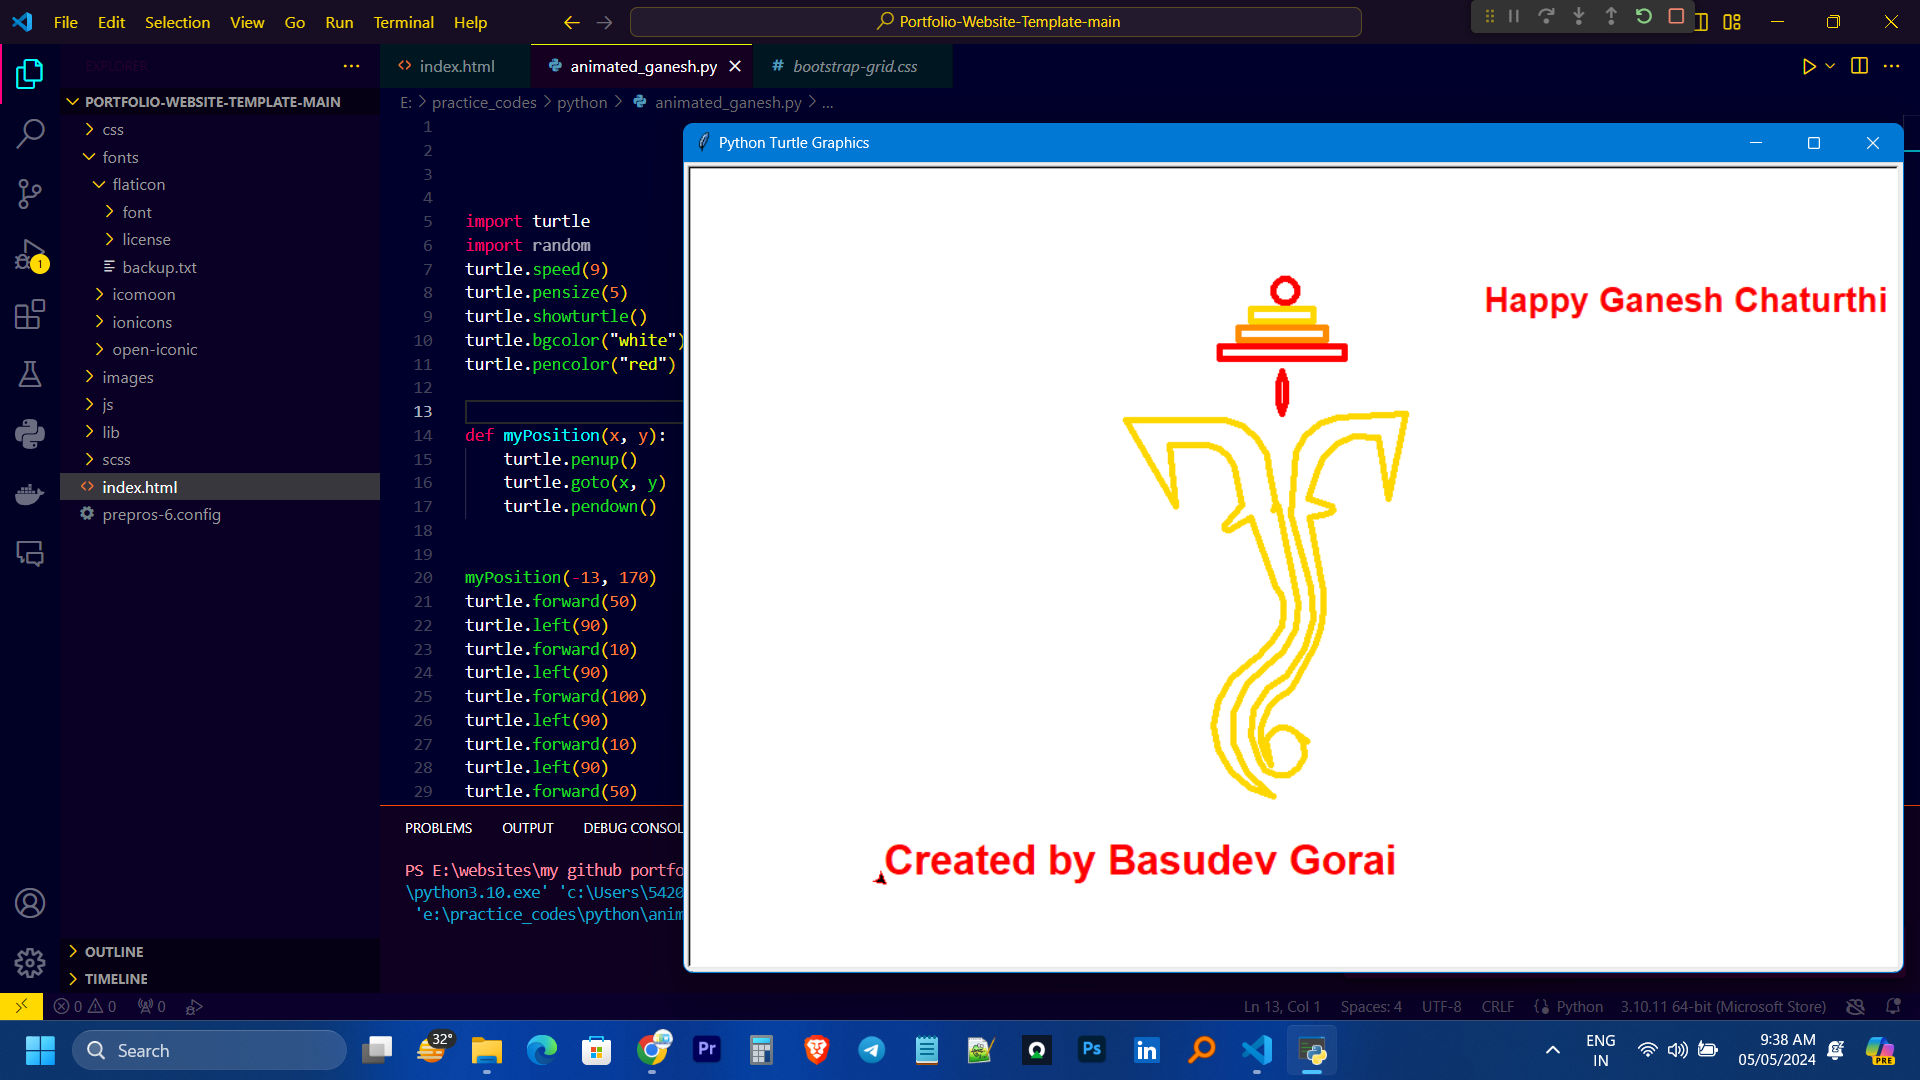 File Edit Selection View Go Run Terminal Help
Portfolio-Website-Template-main
EXPLORER
index.html
animated_ganesh.py
# bootstrap-grid.css
PORTFOLIO-WEBSITE-TEMPLATE-MAIN
css
fonts
flaticon
font
license
backup.txt
icomoon
ionicons
open-iconic
images
js
lib
scss
index.html
prepros-6.config
OUTLINE
TIMELINE
E: > practice_codes > python > animated_ganesh.py > ...
1
2
3
4
5 import turtle
6 import random
7 turtle.speed(9)
8 turtle.pensize(5)
9 turtle.showturtle()
10 turtle.bgcolor("white")
11 turtle.pencolor("red")
12
13
14 def myPosition(x, y):
15 turtle.penup()
16 turtle.goto(x, y)
17 turtle.pendown()
18
19
20 myPosition(-13, 170)
21 turtle.forward(50)
22 turtle.left(90)
23 turtle.forward(10)
24 turtle.left(90)
25 turtle.forward(100)
26 turtle.left(90)
27 turtle.forward(10)
28 turtle.left(90)
29 turtle.forward(50)
Python Turtle Graphics
Happy Ganesh Chaturthi
Created by Basudev Gorai
PROBLEMS OUTPUT DEBUG CONSOL
PS E:\websites\my github portfo
\python3.10.exe' 'c:\Users\5420
'e:\practice_codes\python\anim
1
0 0 0
Ln 13, Col 1 Spaces: 4 UTF-8 CRLF Python 3.10.11 64-bit (Microsoft Store)
Search
32°
Pr
Ps
in
ENG
IN
9:38 AM
05/05/2024
PRE